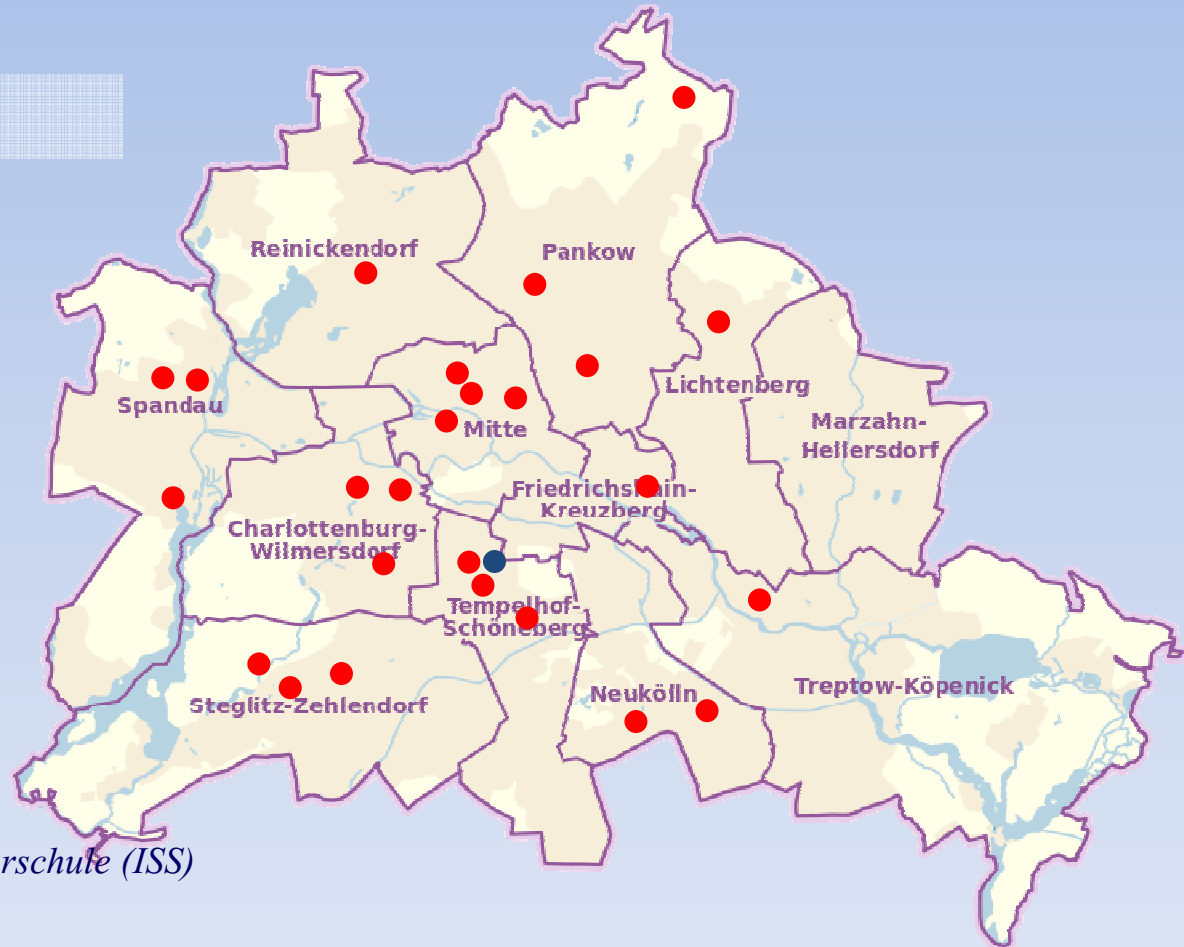 Reinickendorf
Pankow
Spandau
Lichtenberg
Mitte
Marzahn-
Hellersdorf
Friedrichshain-
Kreuzberg
Charlottenburg-
Wilmersdorf
Tempelhof-
Schöneberg
Steglitz-Zehlendorf
Neukölln
Treptow-Köpenick
rschule (ISS)